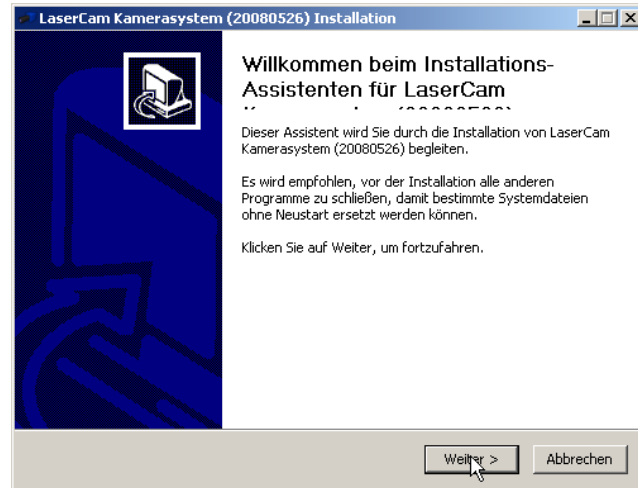 LaserCam Kamerasystem (20080526) Installation
Willkommen beim Installations-
Assistenten für LaserCam
Dieser Assistent wird Sie durch die Installation von LaserCam
Kamerasystem (20080526) begleiten.
Es wird empfohlen, vor der Installation alle anderen
Programme zu schließen, damit bestimmte Systemdateien
ohne Neustart ersetzt werden können.
Klicken Sie auf Weiter, um fortzufahren.
Weiter >
Abbrechen